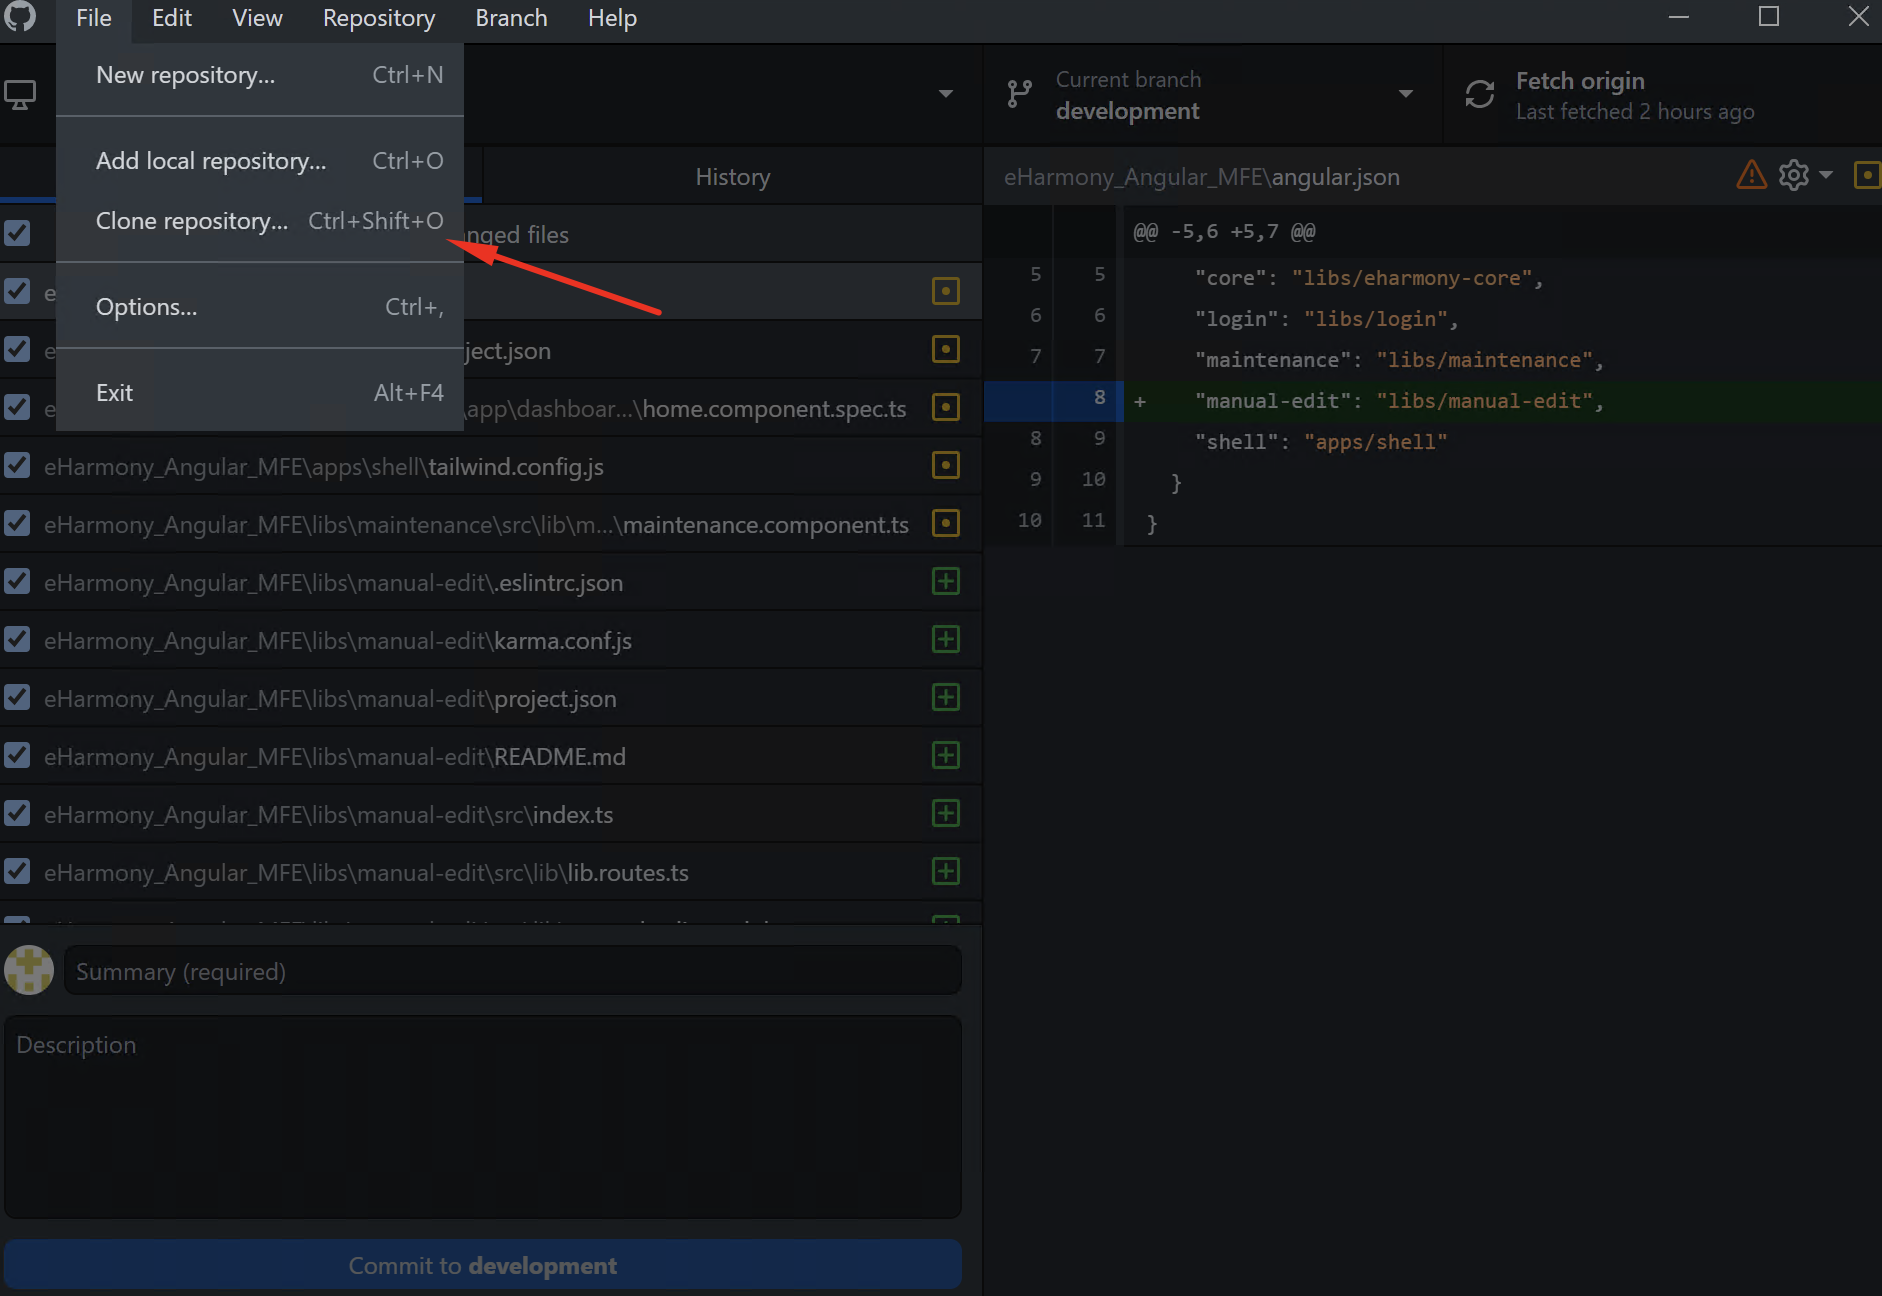 File Edit View Repository Branch Help
New repository... Ctrl+N
Add local repository... Ctrl+O
Clone repository... Ctrl+Shift+O
Options... Ctrl+,
Exit Alt+F4
Current branch
development
Fetch origin
Last fetched 2 hours ago
History
files
ject.json
\app\dashboar...\home.component.spec.ts
eHarmony_Angular_MFE\apps\shell\tailwind.config.js
eHarmony_Angular_MFE\libs\maintenance\src\lib\m...\maintenance.component.ts
eHarmony_Angular_MFE\libs\manual-edit\.eslintrc.json
eHarmony_Angular_MFE\libs\manual-edit\karma.conf.js
eHarmony_Angular_MFE\libs\manual-edit\project.json
eHarmony_Angular_MFE\libs\manual-edit\README.md
eHarmony_Angular_MFE\libs\manual-edit\src\index.ts
eHarmony_Angular_MFE\libs\manual-edit\src\lib\lib.routes.ts
Summary (required)
Description
Commit to development
eHarmony_Angular_MFE\angular.json
@@ -5,6 +5,7 @@
5 5 "core": "libs/eharmony-core",
6 6 "login": "libs/login",
7 7 "maintenance": "libs/maintenance",
8 + "manual-edit": "libs/manual-edit",
8 9 "shell": "apps/shell"
9 10 }
10 11 }